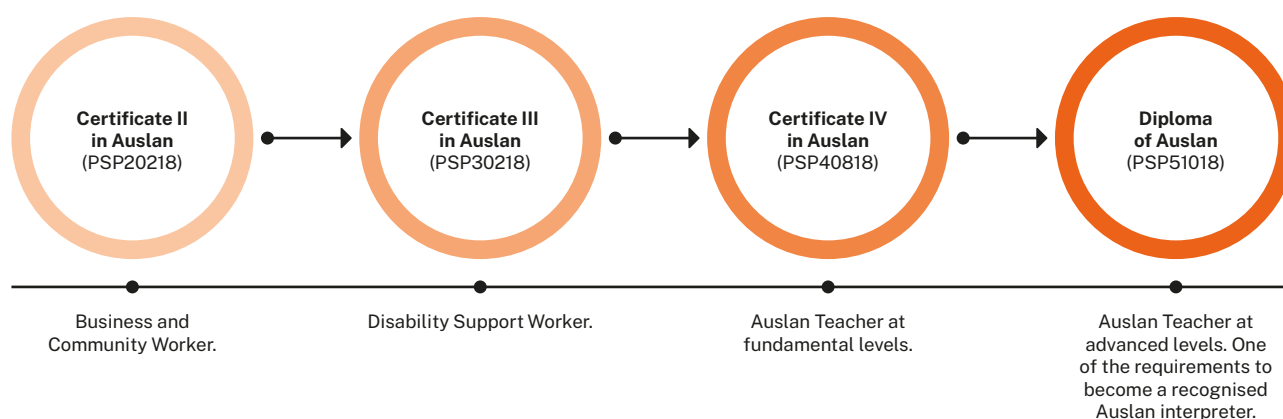 Certificate II
in Auslan
(PSP20218)
Certificate III
in Auslan
(PSP30218)
Certificate IV
in Auslan
(PSP40818)
Diploma
of Auslan
(PSP51018)
Business and
Community Worker.
Disability Support Worker.
Auslan Teacher at
fundamental levels.
Auslan Teacher at
advanced levels. One
of the requirements to
become a recognised
Auslan interpreter.